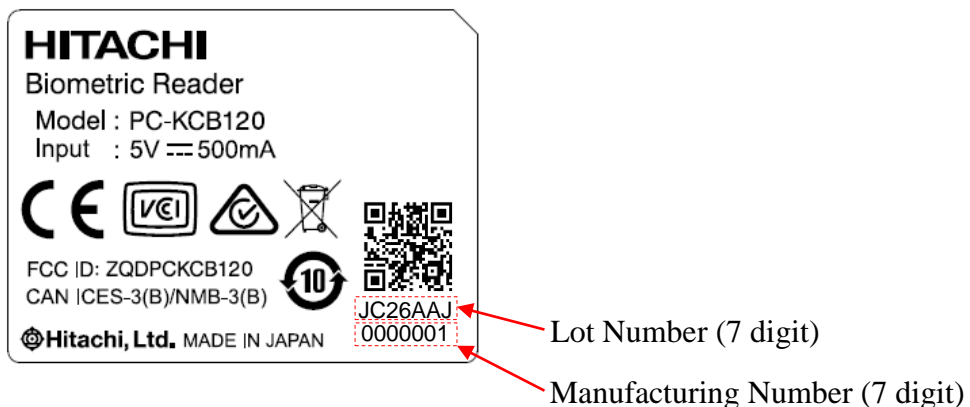 HITACHI
Biometric Reader
Model : PC-KCB120
Input : 5V ⎓ 500mA
CE VCI
FCC ID: ZQDPCKCB120
CAN ICES-3(B)/NMB-3(B)
10
JC26AAJ
0000001
Hitachi, Ltd. MADE IN JAPAN
Lot Number (7 digit)
Manufacturing Number (7 digit)